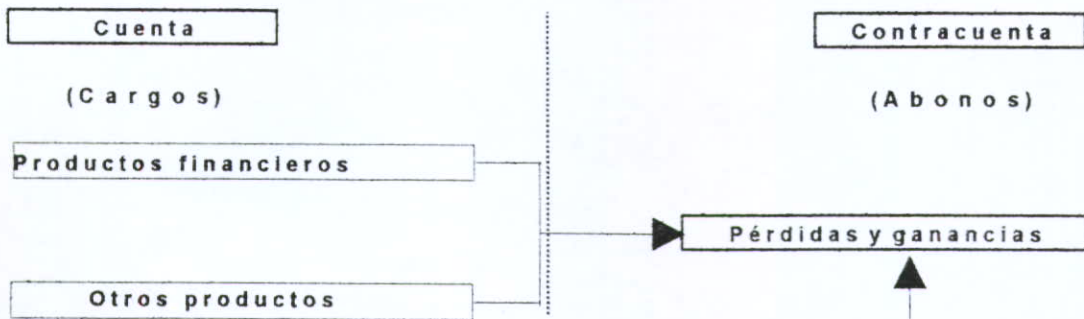 Cuenta
Contracuenta
(Cargos)
(Abonos)
Productos financieros
Pérdidas y ganancias
Otros productos